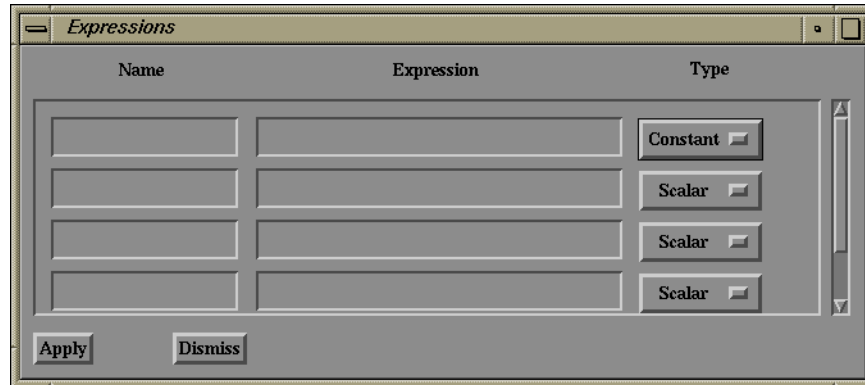 Expressions
Name Expression Type
Constant
Scalar
Scalar
Scalar
Apply Dismiss